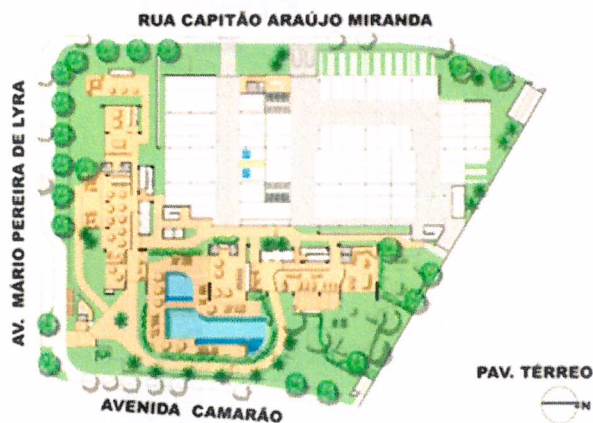 RUA CAPITÃO ARAÚJO MIRANDA
AV. MÁRIO PEREIRA DE LYRA
AVENIDA CAMARÃO
PAV. TÉRREO
N